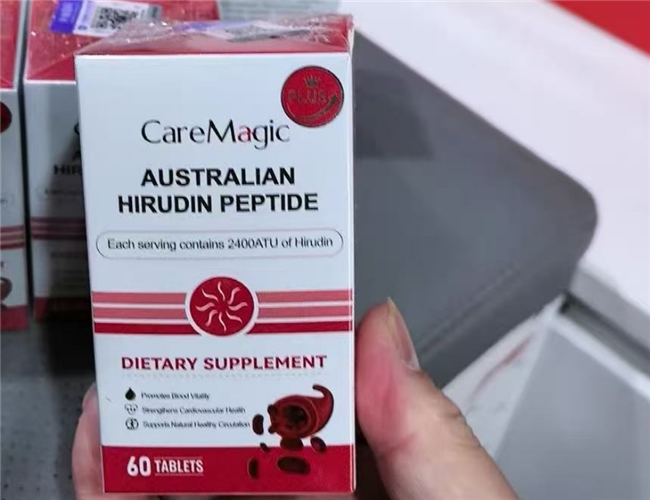 PLUS
CareMagic
AUSTRALIAN
HIRUDIN PEPTIDE
Each serving contains 2400ATU of Hirudin
DIETARY SUPPLEMENT
Promotes Blood Vitality
Strengthens Cardiovascular Health
Supports Natural Healthy Circulation
60 TABLETS